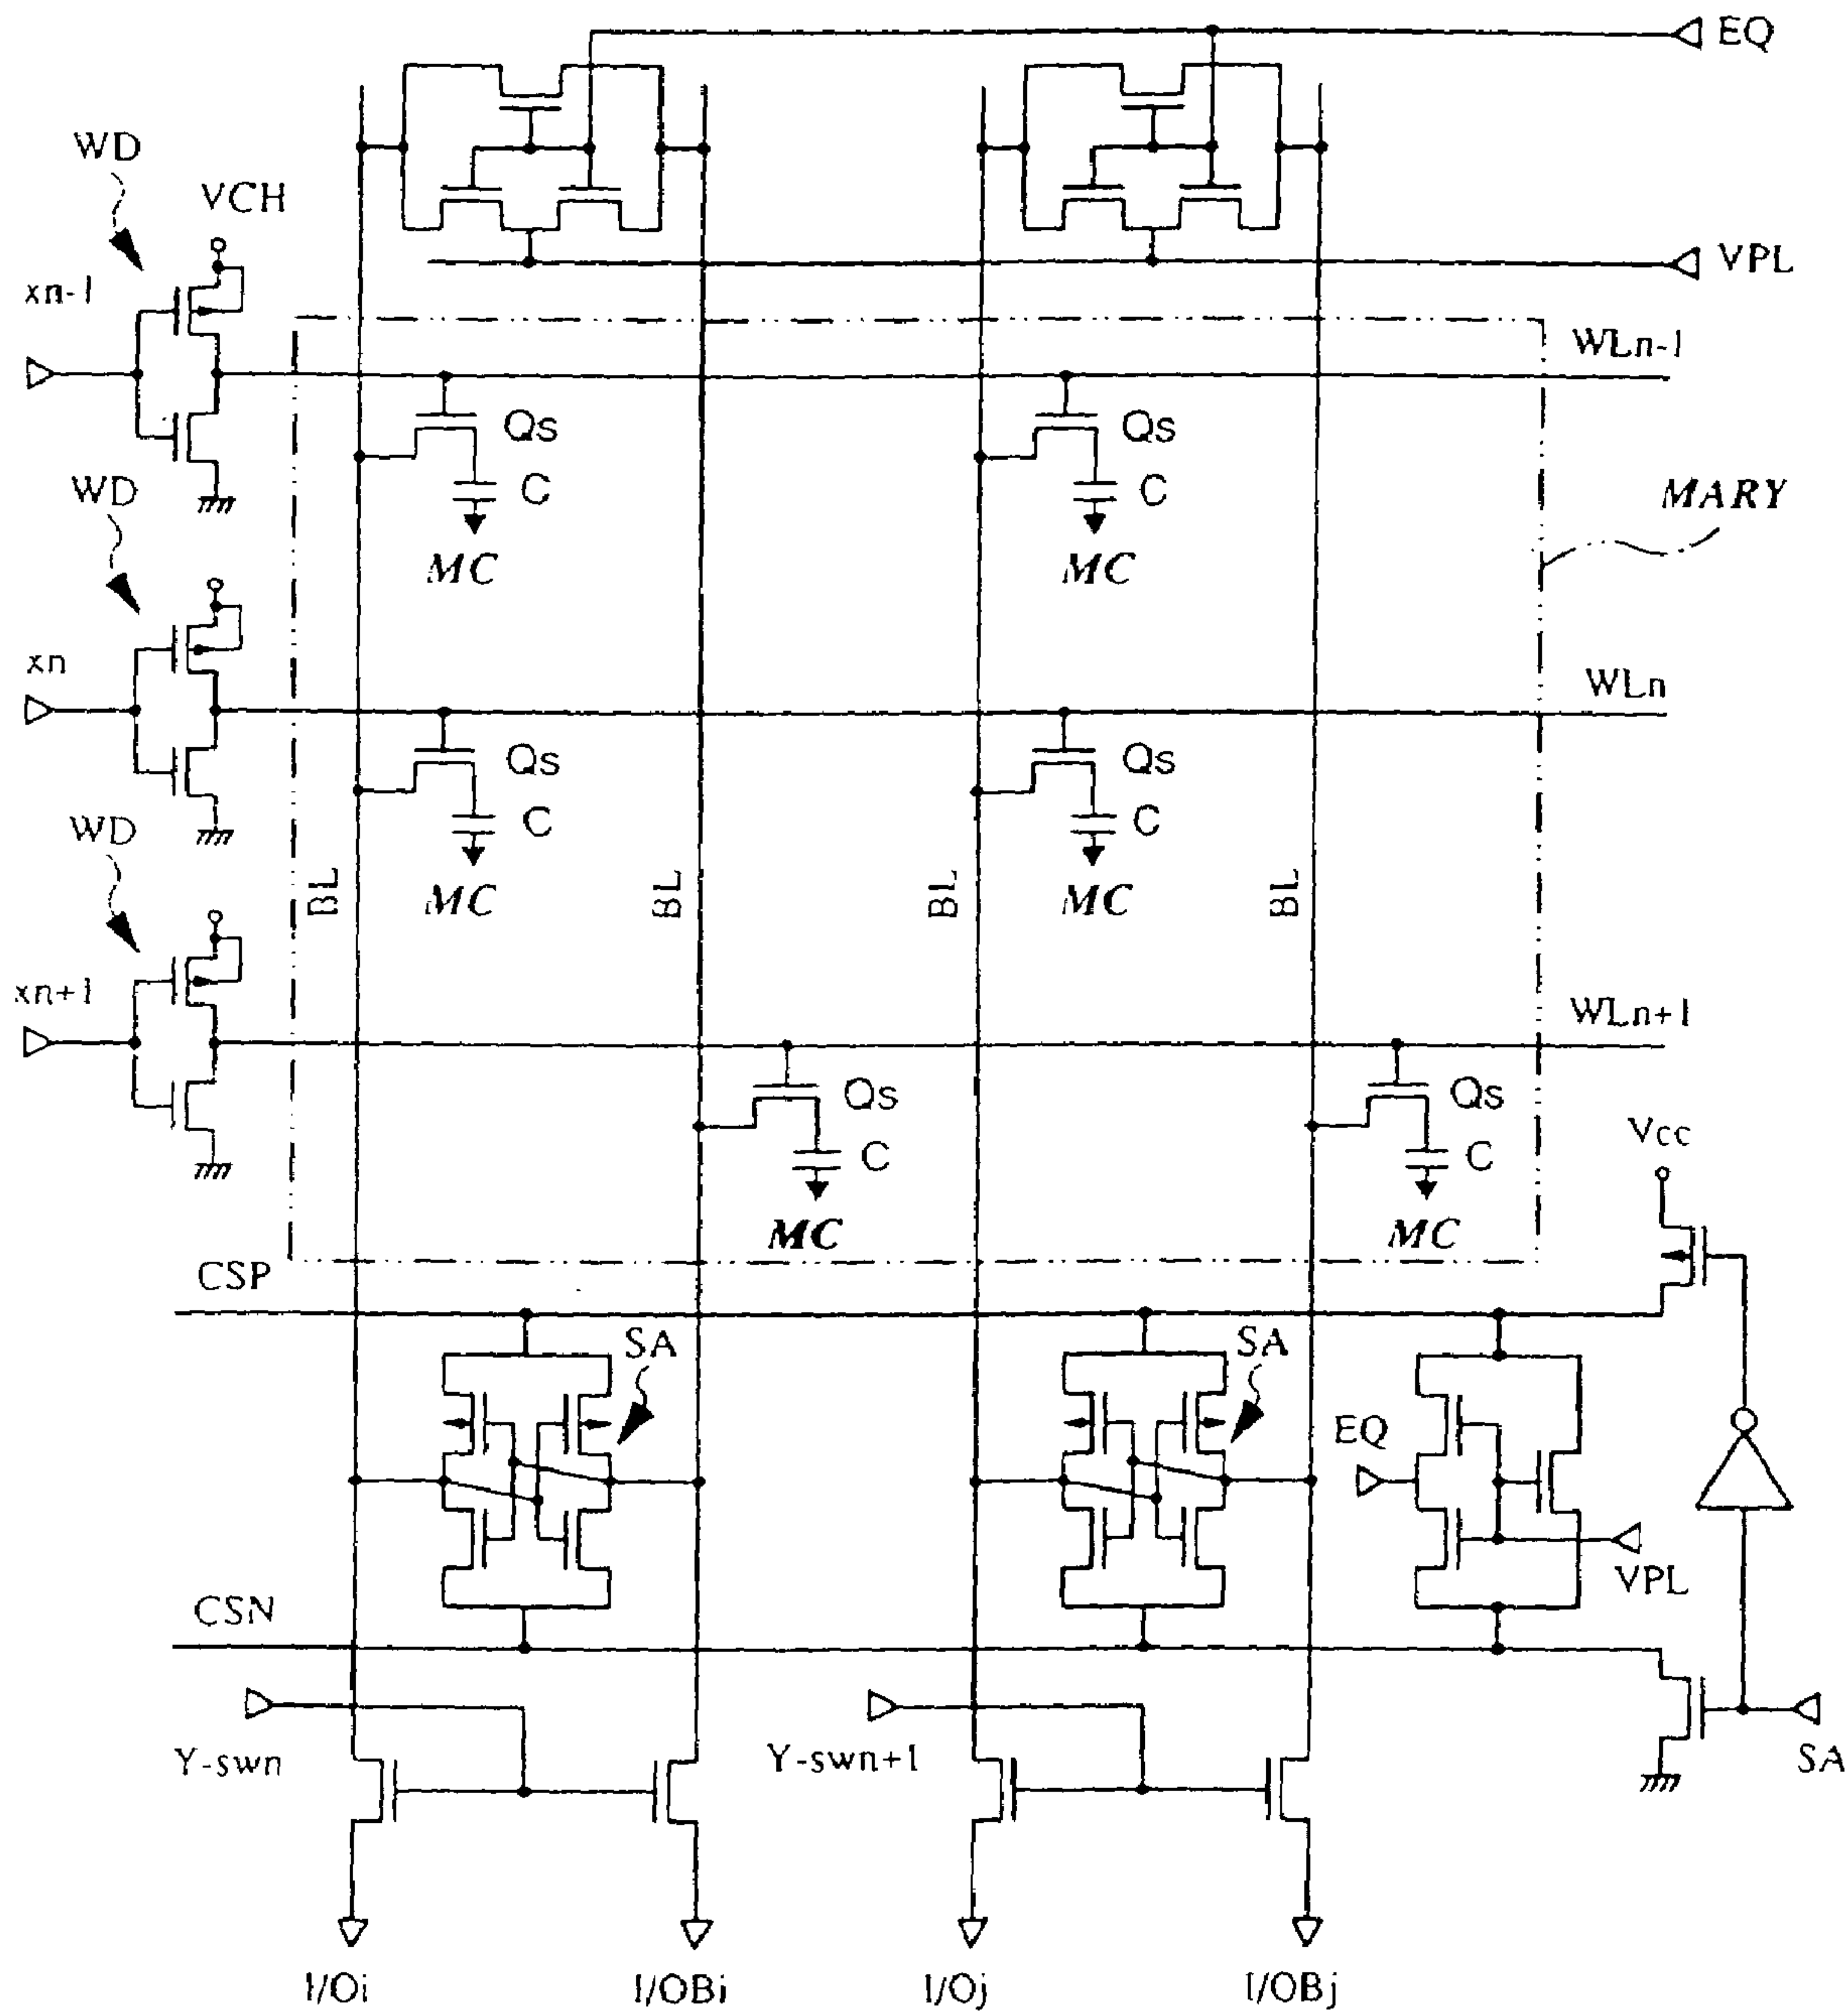 EQ
WD
VCH
VPL
xn-1
WLn-1
Qs
Qs
C
C
MARY
WD
MC
MC
xn
WLn
Qs
Qs
C
C
WD
BL
BL
BL
BL
MC
MC
xn+1
WLn+1
Qs
Qs
Vcc
C
C
MC
MC
CSP
SA
SA
EQ
VPL
CSN
Y-swn
Y-swn+1
SA
I/Oi
I/OBi
I/Oj
I/OBj